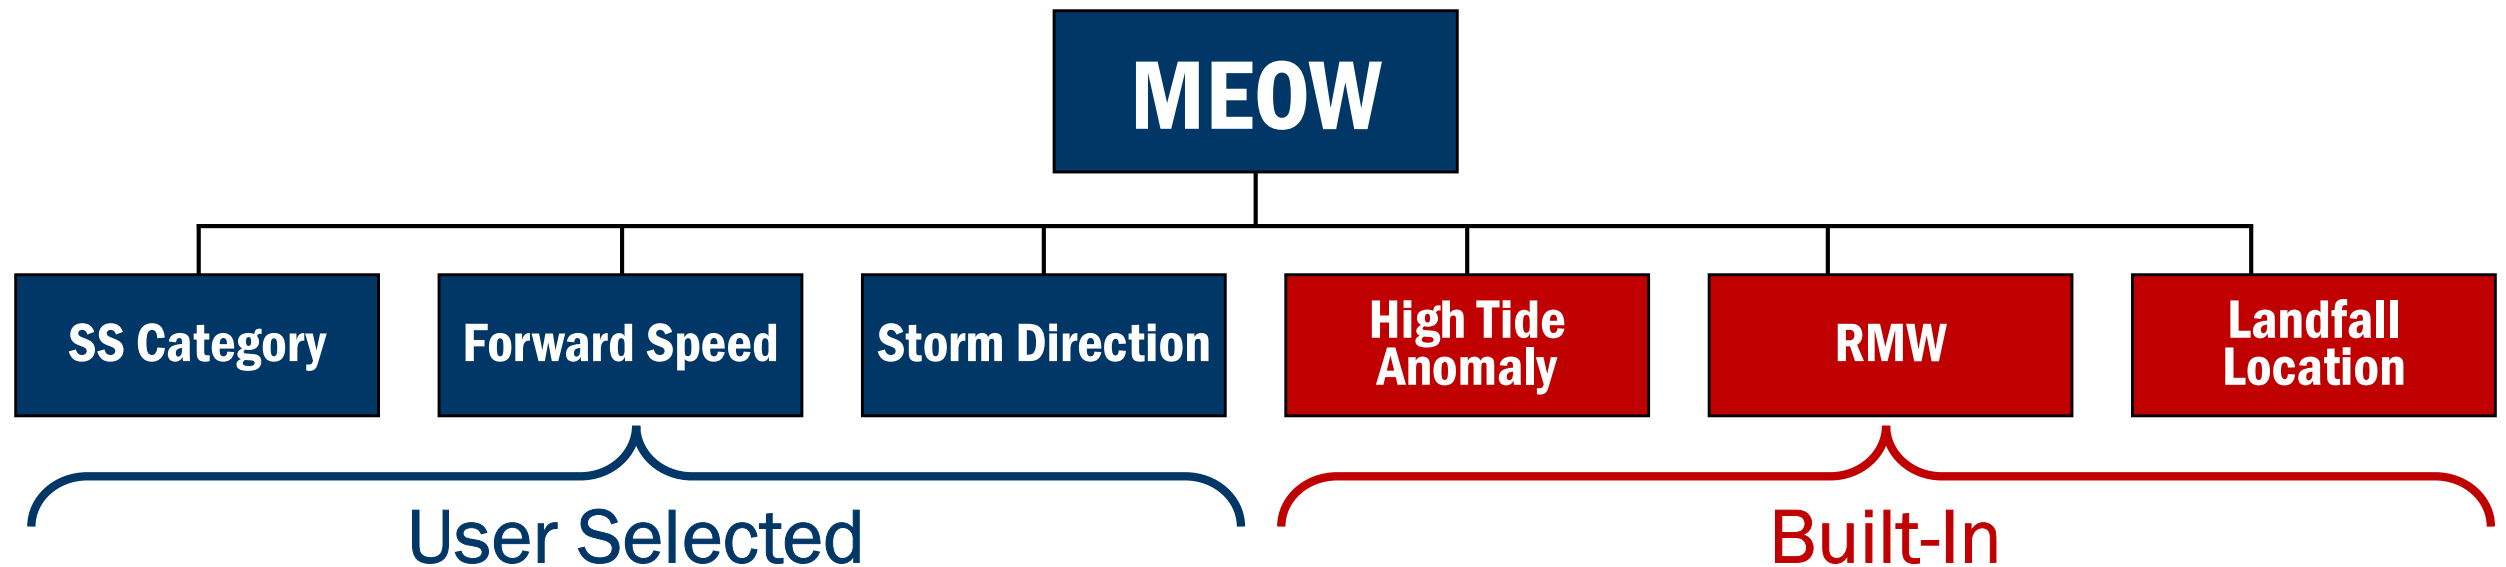 MEOW
SS Category
Forward Speed
Storm Direction
High Tide
Anomaly
RMW
Landfall
Location
User Selected
Built-In